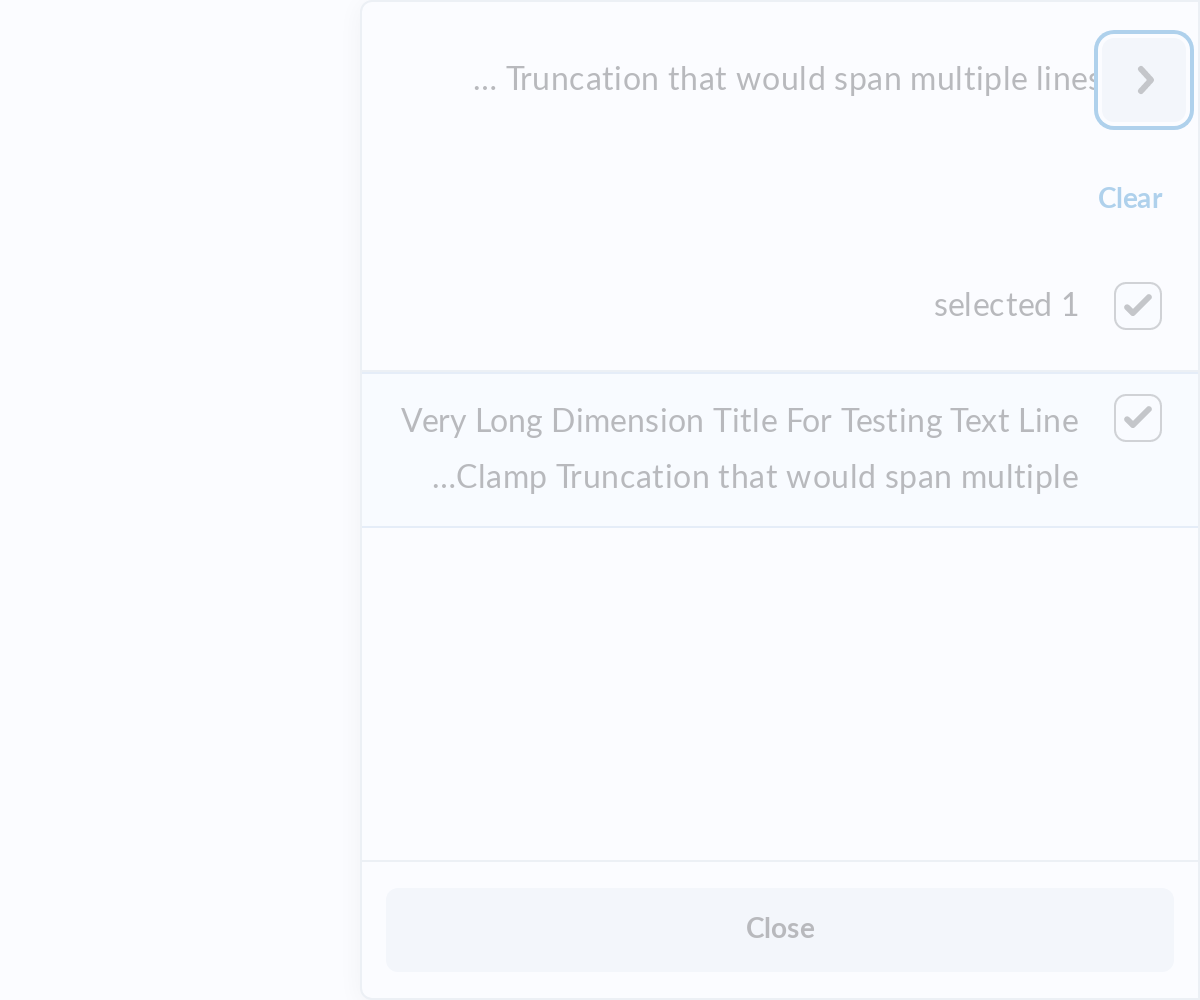 ... Truncation that would span multiple lines
Clear
selected 1
Very Long Dimension Title For Testing Text Line
...Clamp Truncation that would span multiple
Close